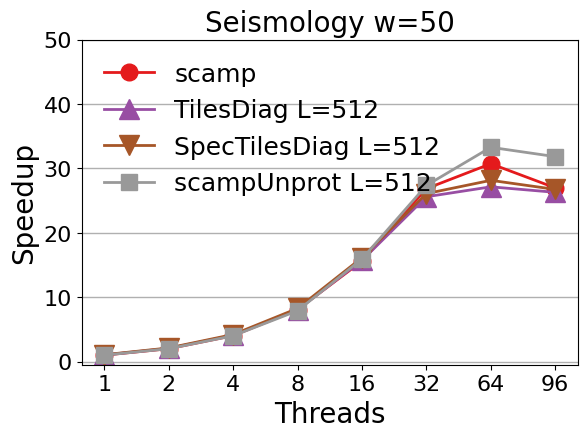 Seismology w=50
50
40
30
20
10
0
Speedup
scamp
TilesDiag L=512
SpecTilesDiag L=512
scampUnprot L=512
1 2 4 8 16 32 64 96
Threads